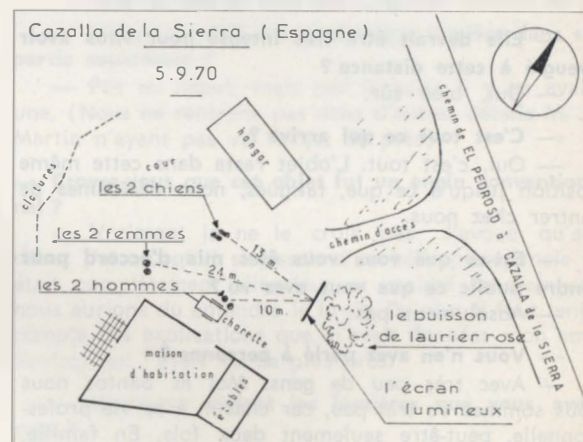 Cazalla de la Sierra (Espagne)
5.9.70
clôtures
cour
hangar
chemin de EL PEDROSO à CAZALLA de la SIERRA
chemin d'accès
les 2 chiens
13 m
les 2 femmes
24 m
les 2 hommes
10 m
charette
maison
d'habitation
étables
le buisson
de laurier rose
l'écran
lumineux